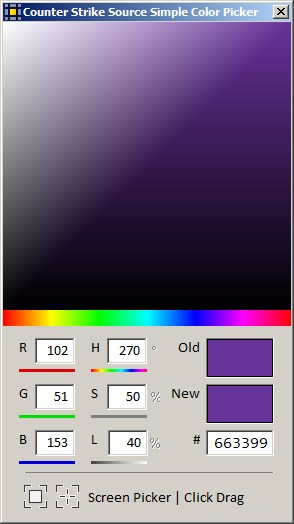 Counter Strike Source Simple Color Picker
R 102 H 270 ° Old
G 51 S 50 % New
B 153 L 40 % # 663399
Screen Picker | Click Drag